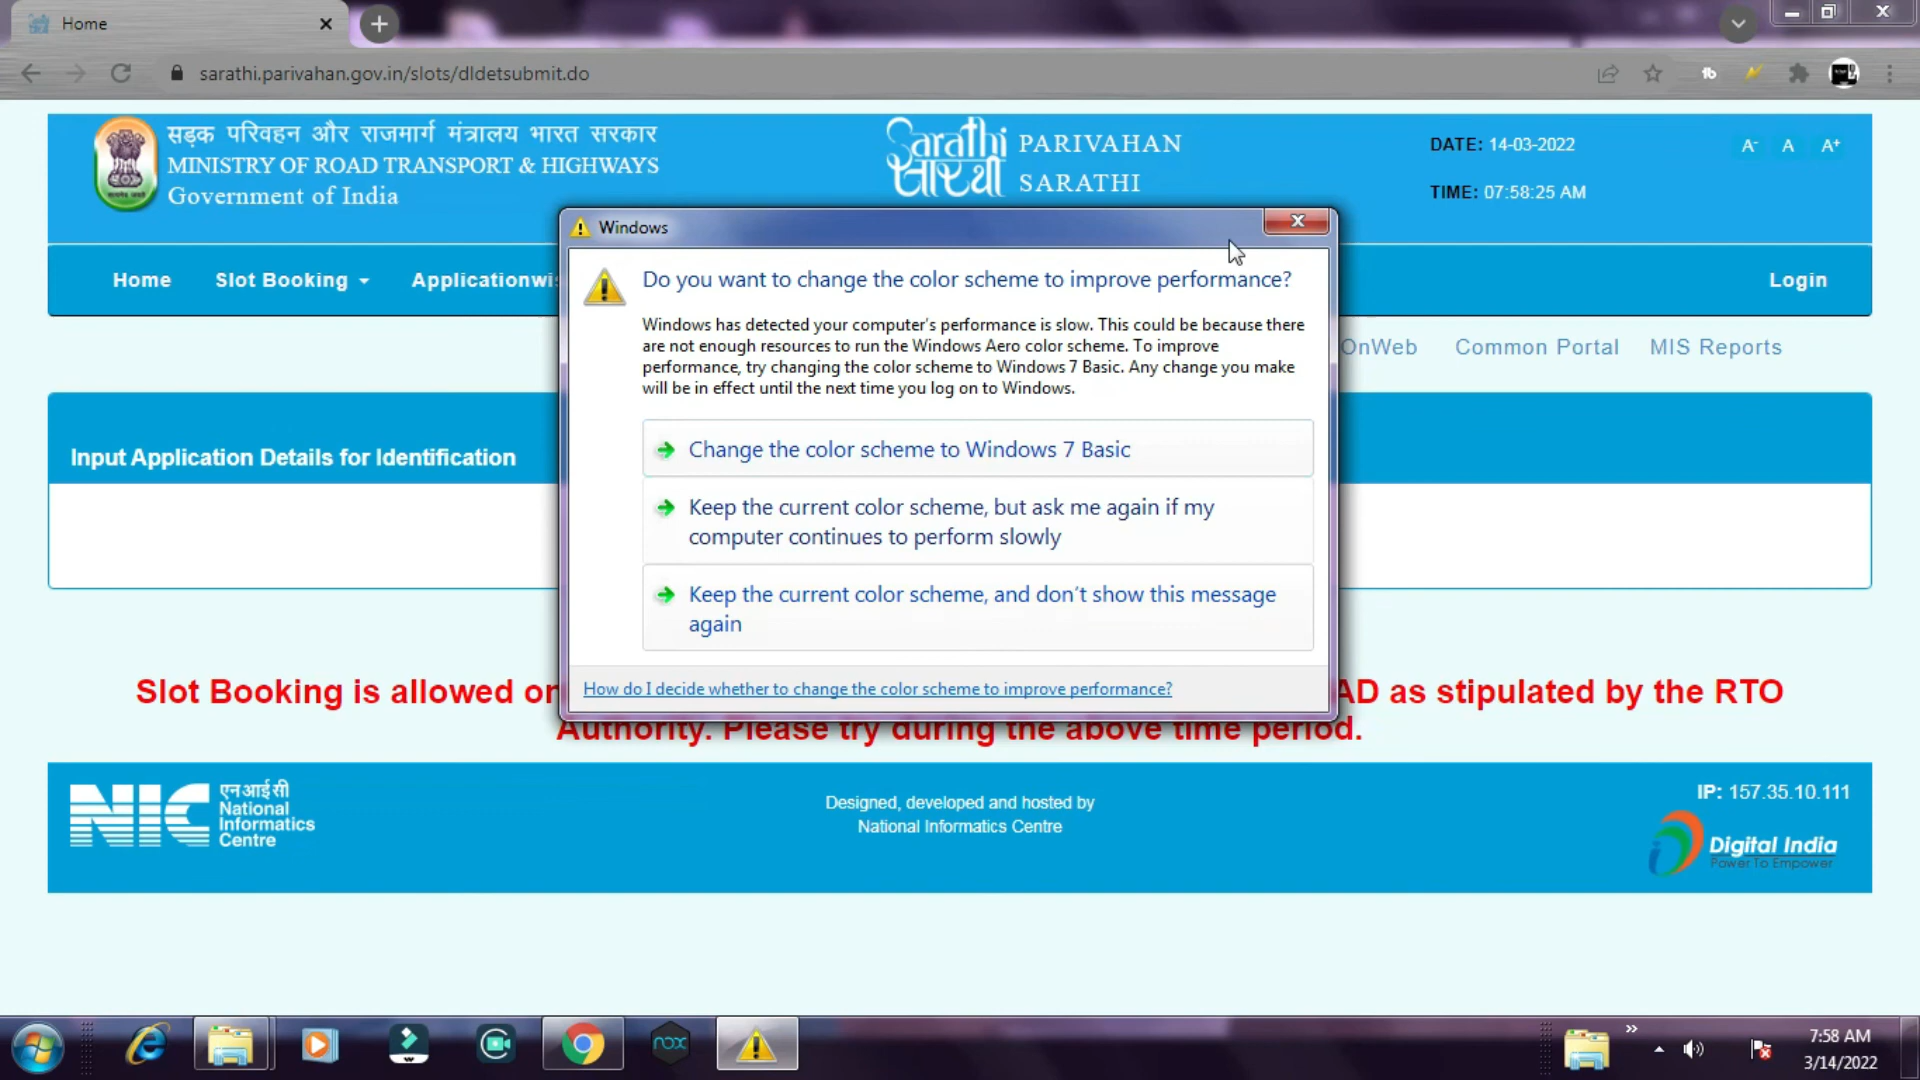 Home
sarathi.parivahan.gov.in/slots/dldetsubmit.do
सड़क परिवहन और राजमार्ग मंत्रालय भारत सरकार
MINISTRY OF ROAD TRANSPORT & HIGHWAYS
Government of India
Sarathi
सारथी
PARIVAHAN
SARATHI
DATE: 14-03-2022
TIME: 07:58:25 AM
A- A A+
Windows
Home Slot Booking Applicationwi
Login
Do you want to change the color scheme to improve performance?
Windows has detected your computer's performance is slow. This could be because there
are not enough resources to run the Windows Aero color scheme. To improve
performance, try changing the color scheme to Windows 7 Basic. Any change you make
will be in effect until the next time you log on to Windows.
OnWeb Common Portal MIS Reports
Input Application Details for Identification
Change the color scheme to Windows 7 Basic
Keep the current color scheme, but ask me again if my
computer continues to perform slowly
Keep the current color scheme, and don't show this message
again
How do I decide whether to change the color scheme to improve performance?
Slot Booking is allowed AD as stipulated by the RTO
Authority. Please try during the above time period.
NIC
एनआईसी
National
Informatics
Centre
Designed, developed and hosted by
National Informatics Centre
IP: 157.35.10.111
Digital India
Power To Empower
nox
7:58 AM
3/14/2022